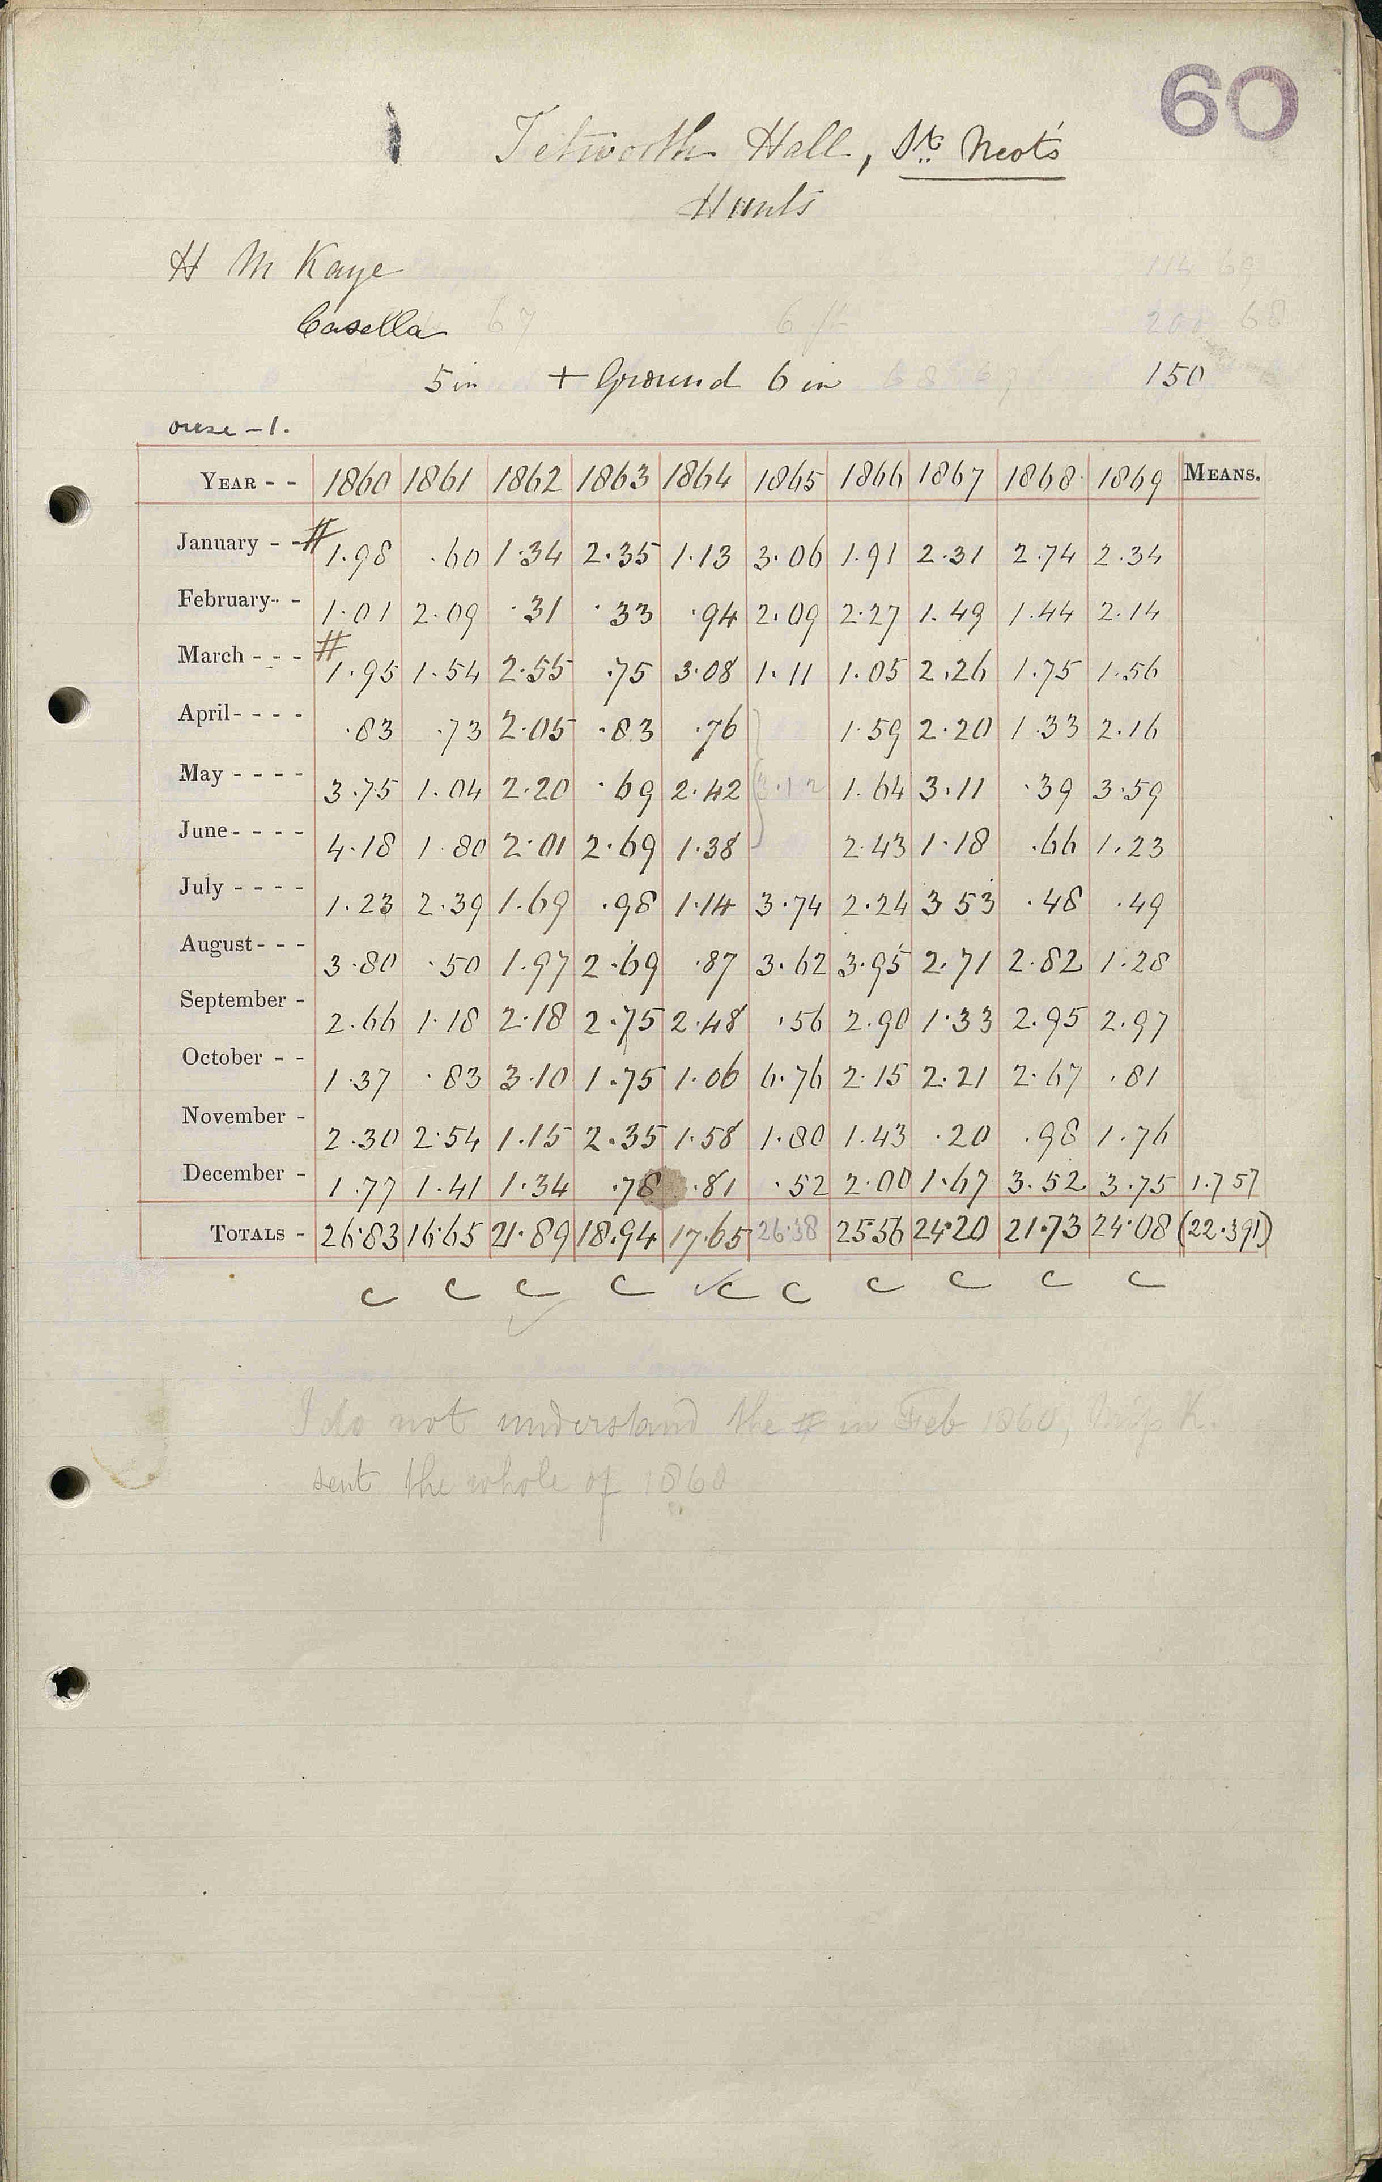 60
Tetworth Hall, St. Neot's
Hunts
H M Kaye
114 69
Casella 67 6 ft 200 68
5 in + Ground 6 in 150
ouse - 1.
YEAR - - 1860 1861 1862 1863 1864 1865 1866 1867 1868 1869 MEANS.
January - - # 1.98 .60 1.34 2.35 1.13 3.06 1.91 2.31 2.74 2.34
February - - 1.01 2.09 .31 .33 .94 2.09 2.27 1.49 1.44 2.14
March - - - # 1.95 1.54 2.55 .75 3.08 1.11 1.05 2.26 1.75 1.56
April - - - - .83 .73 2.05 .83 .76 1.59 2.20 1.33 2.16
May - - - - 3.75 1.04 2.20 .69 2.42 3.12 1.64 3.11 .39 3.59
June - - - - 4.18 1.80 2.01 2.69 1.38 2.43 1.18 .66 1.23
July - - - - 1.23 2.39 1.69 .98 1.14 3.74 2.24 3 53 .48 .49
August - - - 3.80 .50 1.97 2.69 .87 3.62 3.95 2.71 2.82 1.28
September - 2.66 1.18 2.18 2.75 2.48 .56 2.90 1.33 2.95 2.97
October - - 1.37 .83 3.10 1.75 1.06 6.76 2.15 2.21 2.67 .81
November - 2.30 2.54 1.15 2.35 1.58 1.80 1.43 .20 .98 1.76
December - 1.77 1.41 1.34 .78 .81 .52 2.00 1.67 3.52 3.75 1.757
TOTALS - 26.83 16.65 21.89 18.94 17.65 26.38 25.56 24.20 21.73 24.08 (22.391)
C C C C C C C C C C
I do not understand the # in Feb 1860, Miss K.
sent the whole of 1860